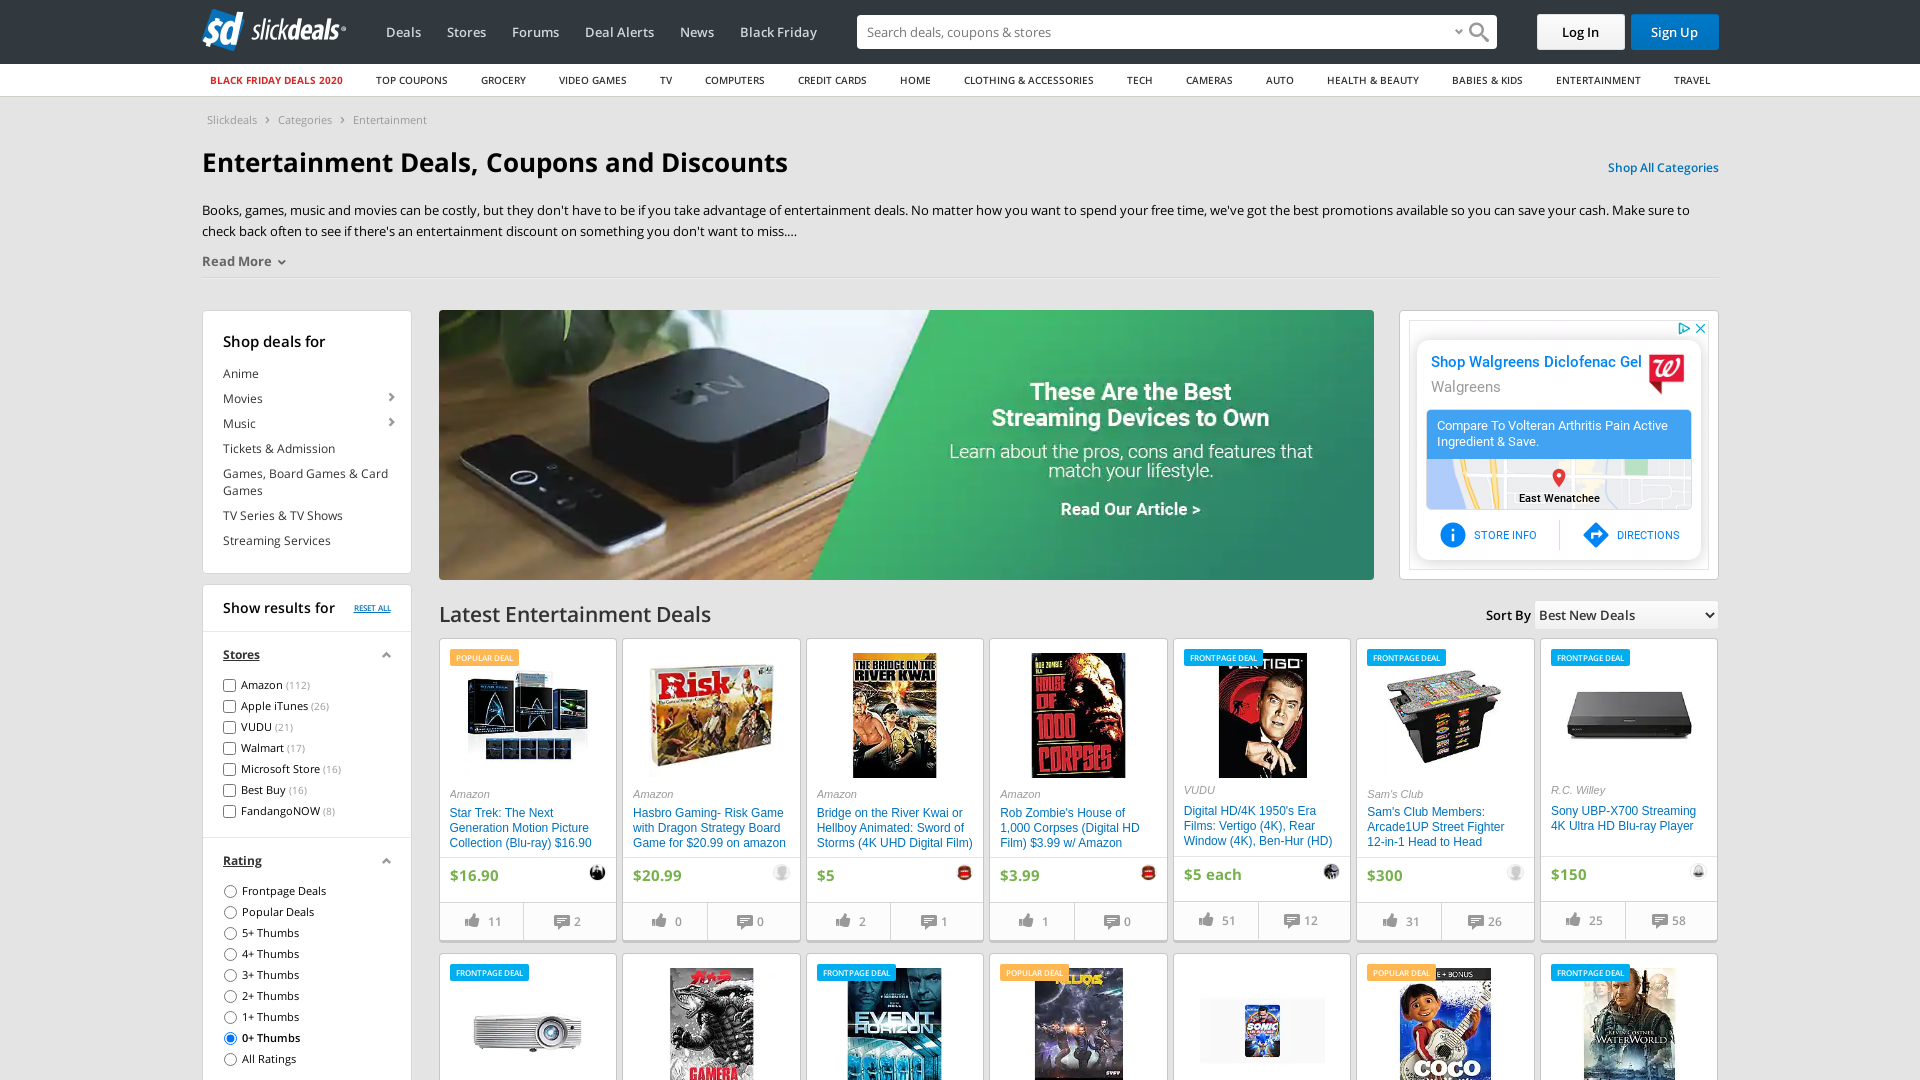 sd slickdeals
Deals
Stores
Forums
Deal Alerts
News
Black Friday
Search deals, coupons & stores
Log In
Sign Up
BLACK FRIDAY DEALS 2020
TOP COUPONS
GROCERY
VIDEO GAMES
TV
COMPUTERS
CREDIT CARDS
HOME
CLOTHING & ACCESSORIES
TECH
CAMERAS
AUTO
HEALTH & BEAUTY
BABIES & KIDS
ENTERTAINMENT
TRAVEL
Slickdeals > Categories > Entertainment
Entertainment Deals, Coupons and Discounts
Shop All Categories
Books, games, music and movies can be costly, but they don't have to be if you take advantage of entertainment deals. No matter how you want to spend your free time, we've got the best promotions available so you can save your cash. Make sure to
check back often to see if there's an entertainment discount on something you don't want to miss....
Read More
Shop deals for
Anime
Movies
Music
Tickets & Admission
Games, Board Games & Card
Games
TV Series & TV Shows
Streaming Services
tv
These Are the Best
Streaming Devices to Own
Learn about the pros, cons and features that
match your lifestyle.
Read Our Article >
Shop Walgreens Diclofenac Gel
Walgreens
Compare To Volteran Arthritis Pain Active
Ingredient & Save.
East Wenatchee
STORE INFO
DIRECTIONS
Show results for
RESET ALL
Stores
Amazon (112)
Apple iTunes (26)
VUDU (21)
Walmart (17)
Microsoft Store (16)
Best Buy (16)
FandangoNOW (8)
Rating
Frontpage Deals
Popular Deals
5+ Thumbs
4+ Thumbs
3+ Thumbs
2+ Thumbs
1+ Thumbs
0+ Thumbs
All Ratings
Latest Entertainment Deals
Sort By
Best New Deals
POPULAR DEAL
Amazon
Star Trek: The Next
Generation Motion Picture
Collection (Blu-ray) $16.90
$16.90
11
2
Risk
Amazon
Hasbro Gaming- Risk Game
with Dragon Strategy Board
Game for $20.99 on amazon
$20.99
0
0
THE BRIDGE ON THE
RIVER KWAI
Amazon
Bridge on the River Kwai or
Hellboy Animated: Sword of
Storms (4K UHD Digital Film)
$5
2
1
ROB ZOMBIE
HOUSE
OF
1000
CORPSES
Amazon
Rob Zombie's House of
1,000 Corpses (Digital HD
Film) $3.99 w/ Amazon
$3.99
1
0
FRONTPAGE DEAL
VERTIGO
VUDU
Digital HD/4K 1950's Era
Films: Vertigo (4K), Rear
Window (4K), Ben-Hur (HD)
$5 each
51
12
FRONTPAGE DEAL
Sam's Club
Sam's Club Members:
Arcade1UP Street Fighter
12-in-1 Head to Head
$300
31
26
FRONTPAGE DEAL
R.C. Willey
Sony UBP-X700 Streaming
4K Ultra HD Blu-ray Player
$150
25
58
FRONTPAGE DEAL
GAMERA
FRONTPAGE DEAL
EVENT
HORIZON
POPULAR DEAL
SYFY
SONIC
POPULAR DEAL
E + BONUS
COCO
FRONTPAGE DEAL
KEVIN COSTNER
WATERWORLD